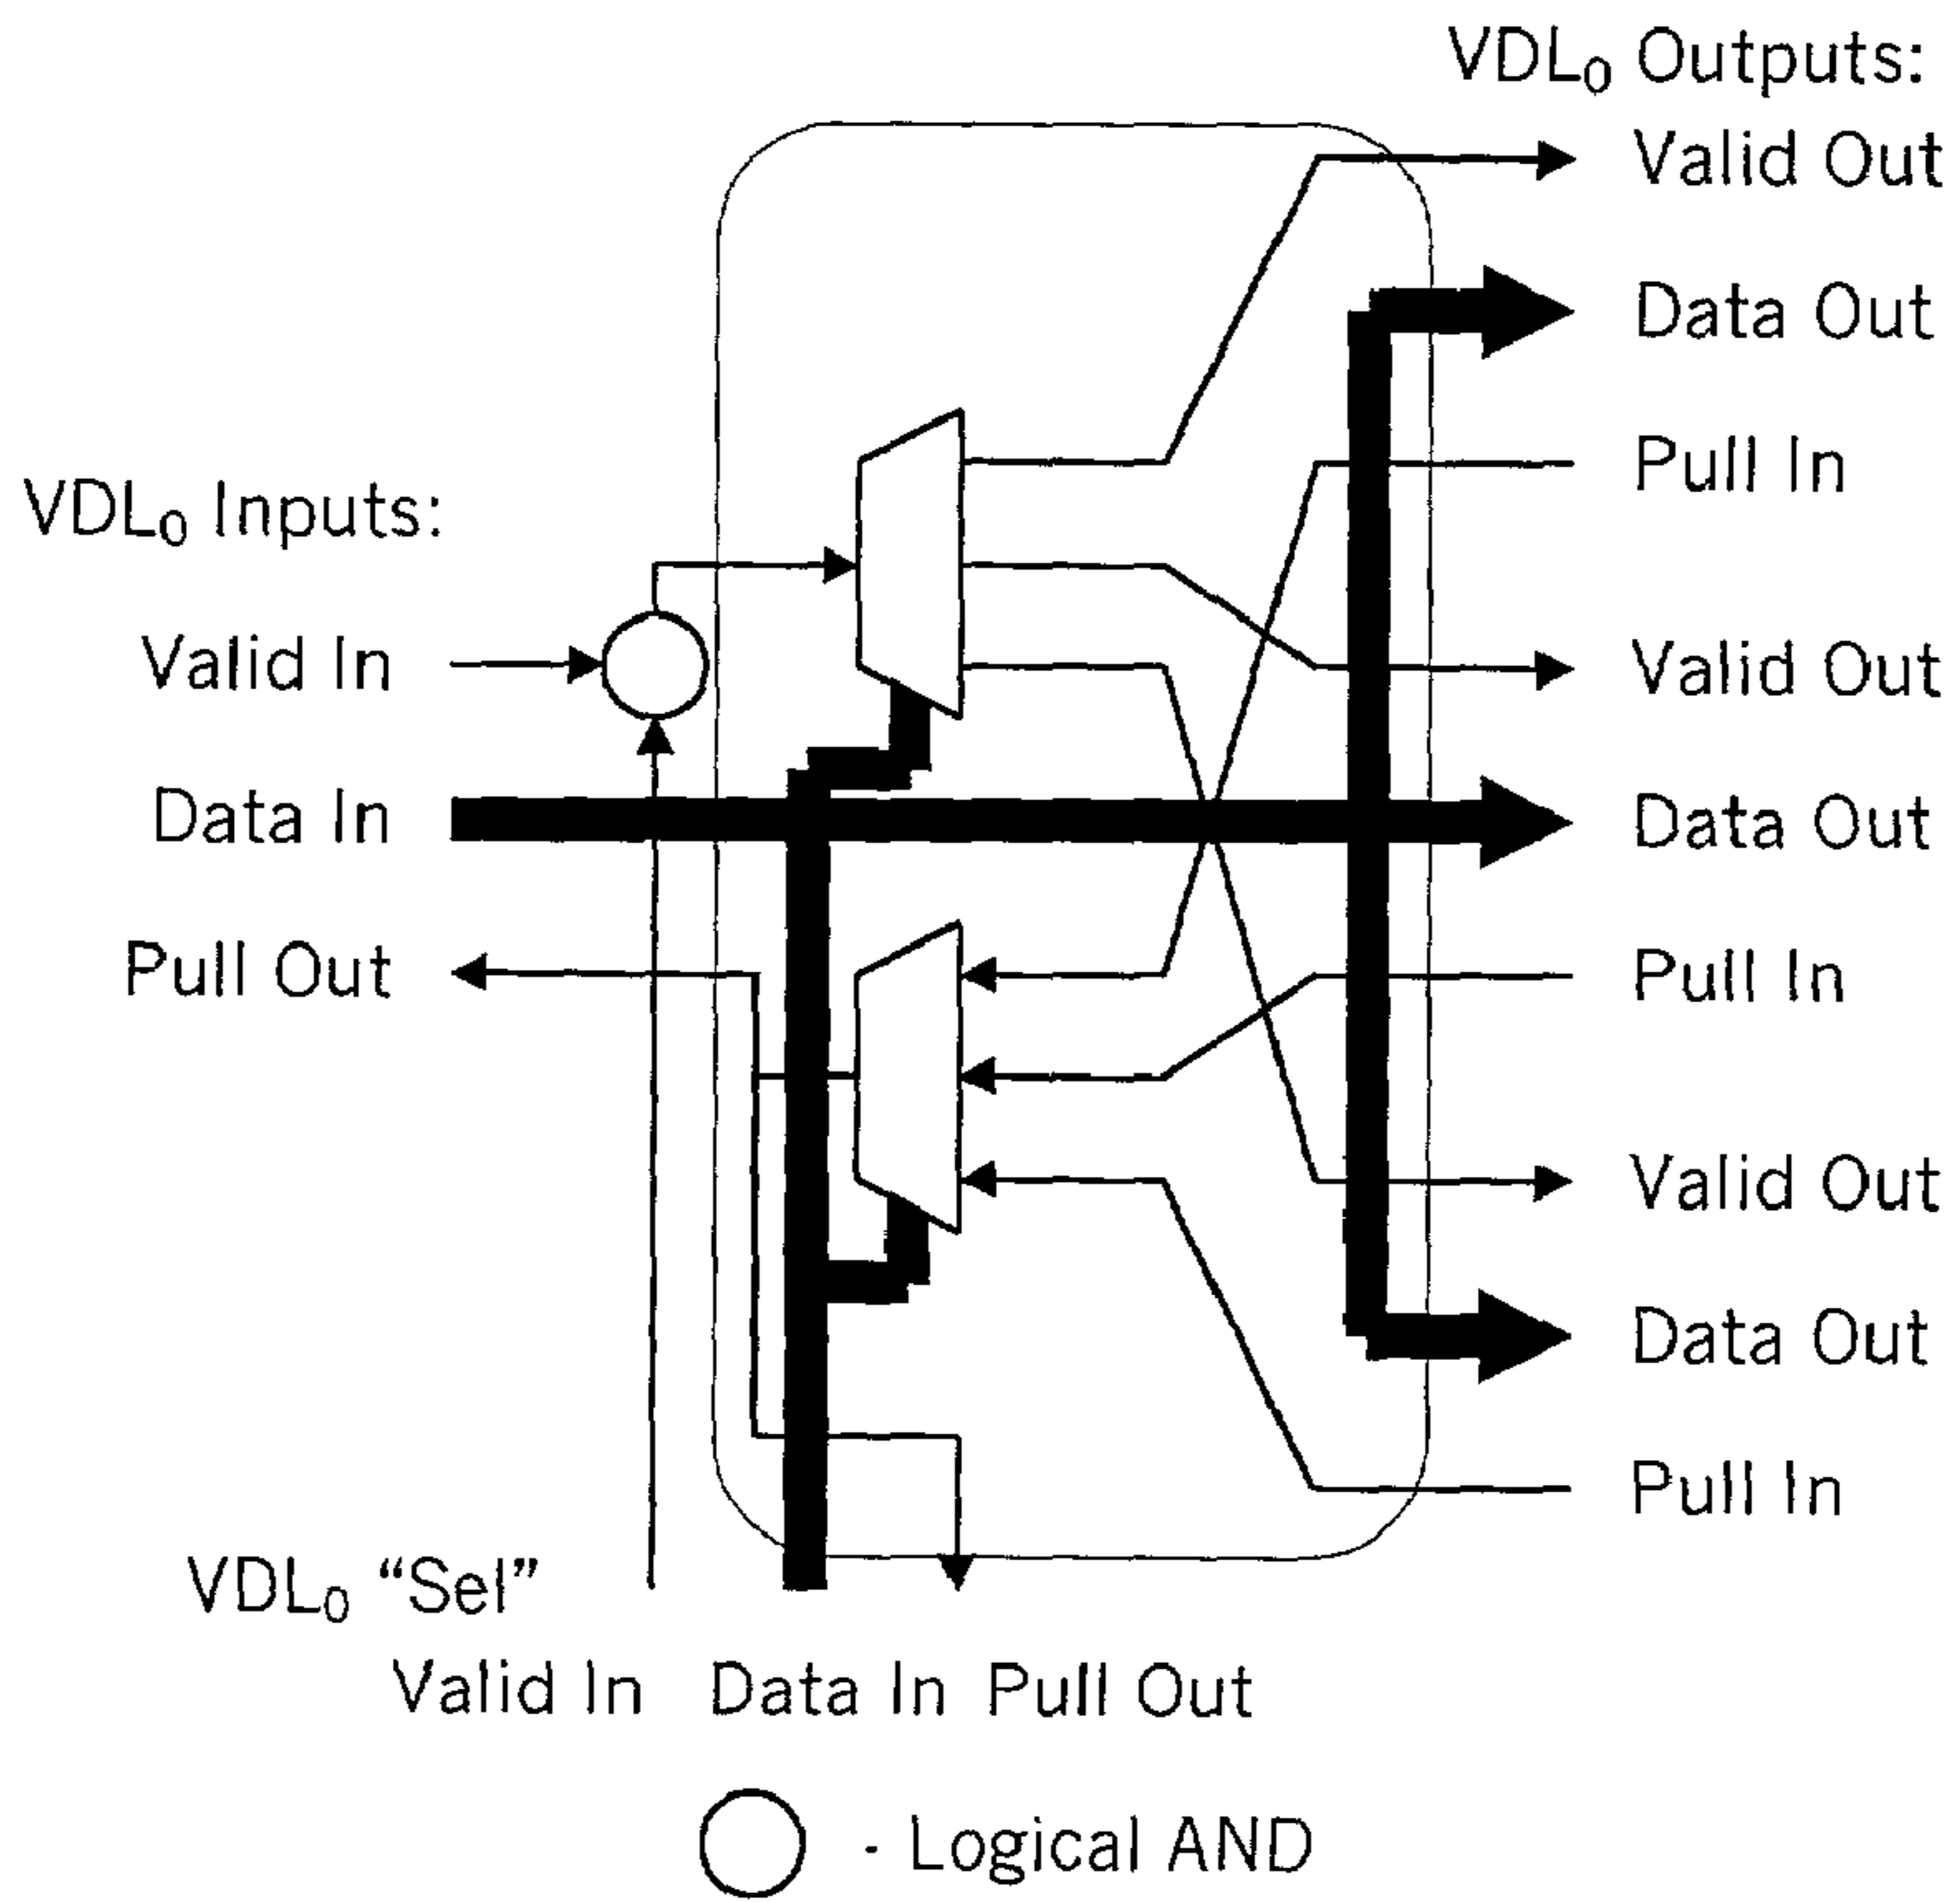 VDL₀ Outputs:
Valid Out
Data Out
Pull In
VDL₀ Inputs:
Valid In
Valid Out
Data In
Data Out
Pull Out
Pull In
Valid Out
Data Out
Pull In
VDL₀ “Sel”
Valid In Data In Pull Out
- Logical AND